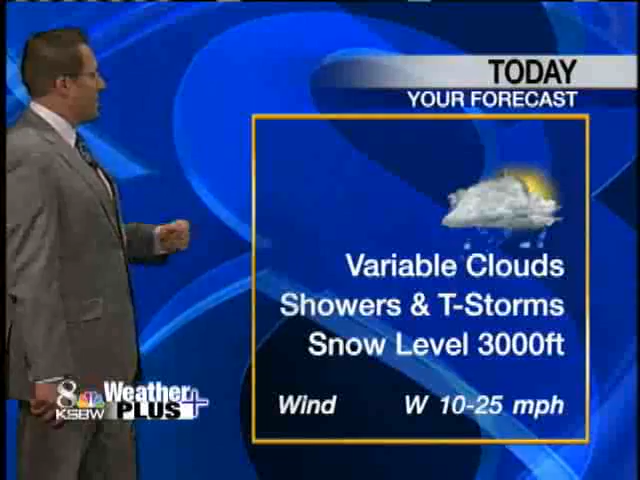 TODAY
YOUR FORECAST
Variable Clouds
Showers & T-Storms
Snow Level 3000ft
Wind W 10-25 mph
8 Weather
KSBW PLUS+